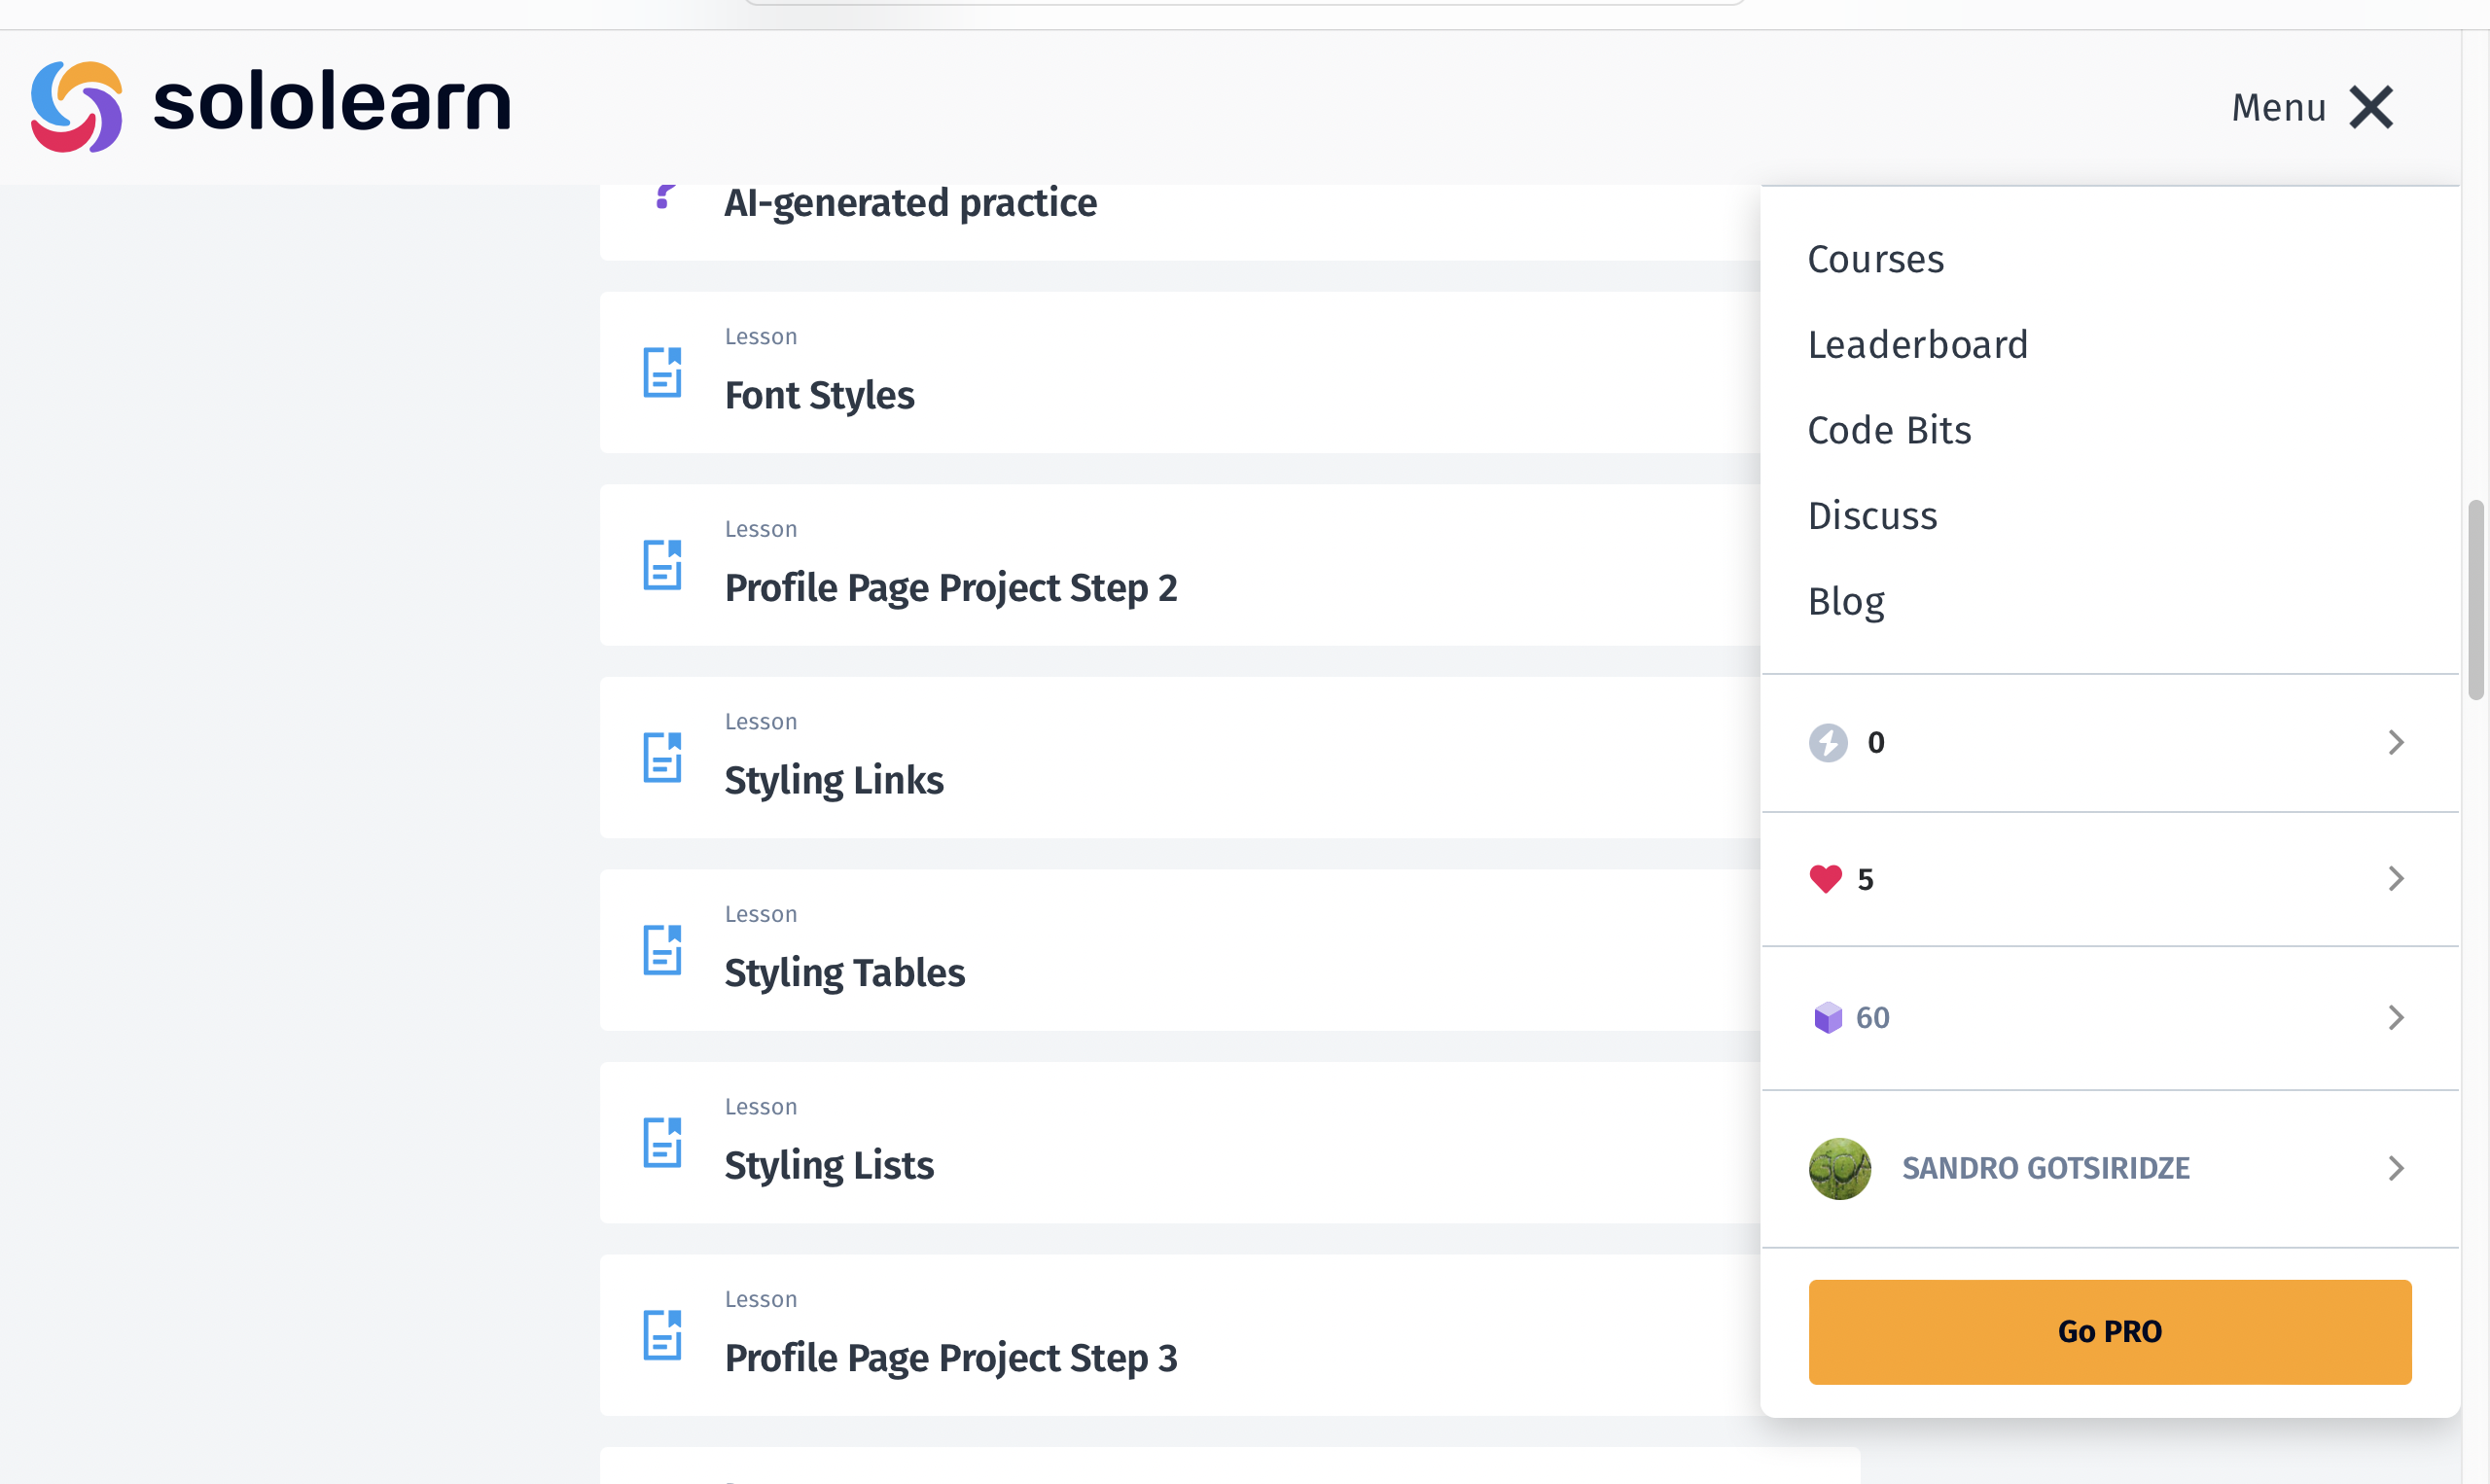 sololearn
Menu
AI-generated practice
Lesson
Font Styles
Lesson
Profile Page Project Step 2
Lesson
Styling Links
Lesson
Styling Tables
Lesson
Styling Lists
Lesson
Profile Page Project Step 3
Courses
Leaderboard
Code Bits
Discuss
Blog
0
5
60
SANDRO GOTSIRIDZE
Go PRO